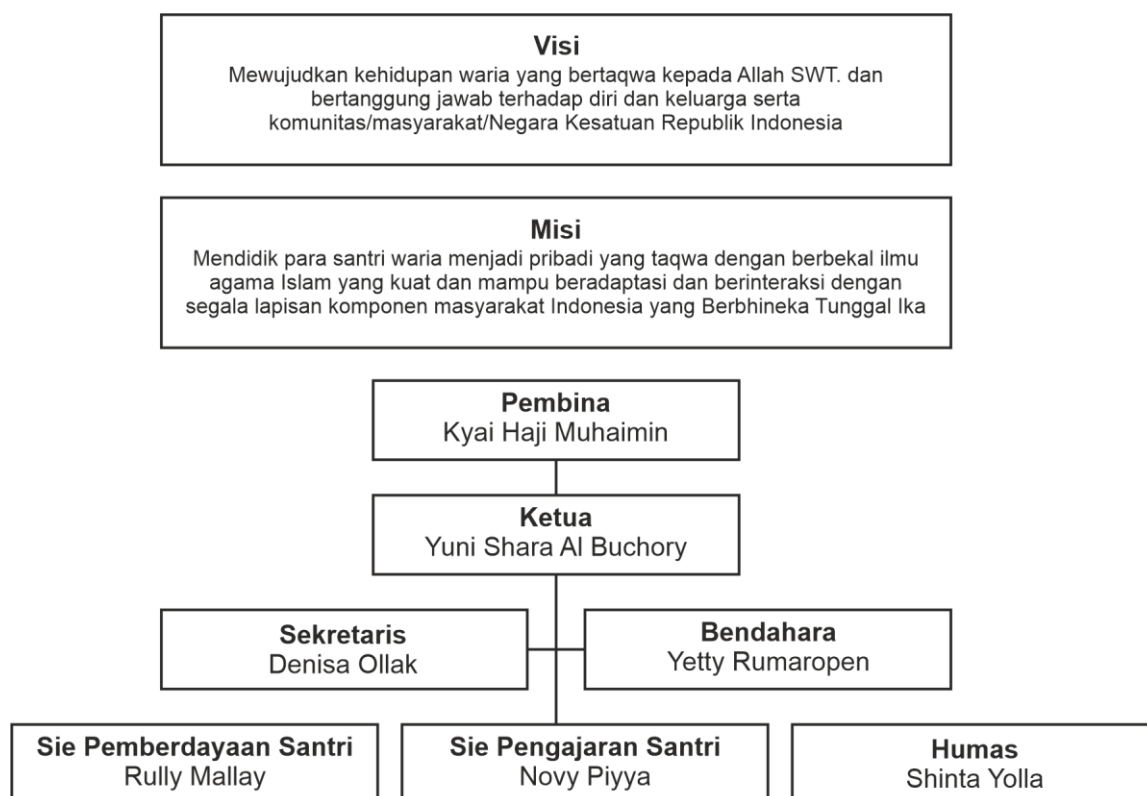 Visi
Mewujudkan kehidupan waria yang bertaqwa kepada Allah SWT. dan
bertanggung jawab terhadap diri dan keluarga serta
komunitas/masyarakat/Negara Kesatuan Republik Indonesia
Misi
Mendidik para santri waria menjadi pribadi yang taqwa dengan berbekal ilmu
agama Islam yang kuat dan mampu beradaptasi dan berinteraksi dengan
segala lapisan komponen masyarakat Indonesia yang Berbhineka Tunggal Ika
Pembina
Kyai Haji Muhaimin
Ketua
Yuni Shara Al Buchory
Sekretaris
Denisa Ollak
Bendahara
Yetty Rumaropen
Sie Pemberdayaan Santri
Rully Mallay
Sie Pengajaran Santri
Novy Piyya
Humas
Shinta Yolla